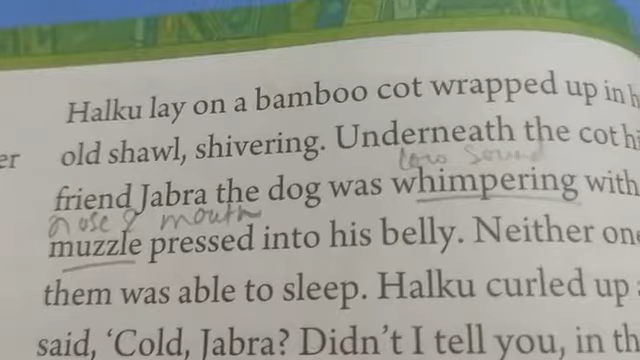 Halku lay on a bamboo cot wrapped up in
er old shawl, shivering. Underneath the cot
low sound
friend Jabra the dog was whimpering with
nose & mouth
muzzle pressed into his belly. Neither one
them was able to sleep. Halku curled up
said, ‘Cold, Jabra? Didn’t I tell you, in th